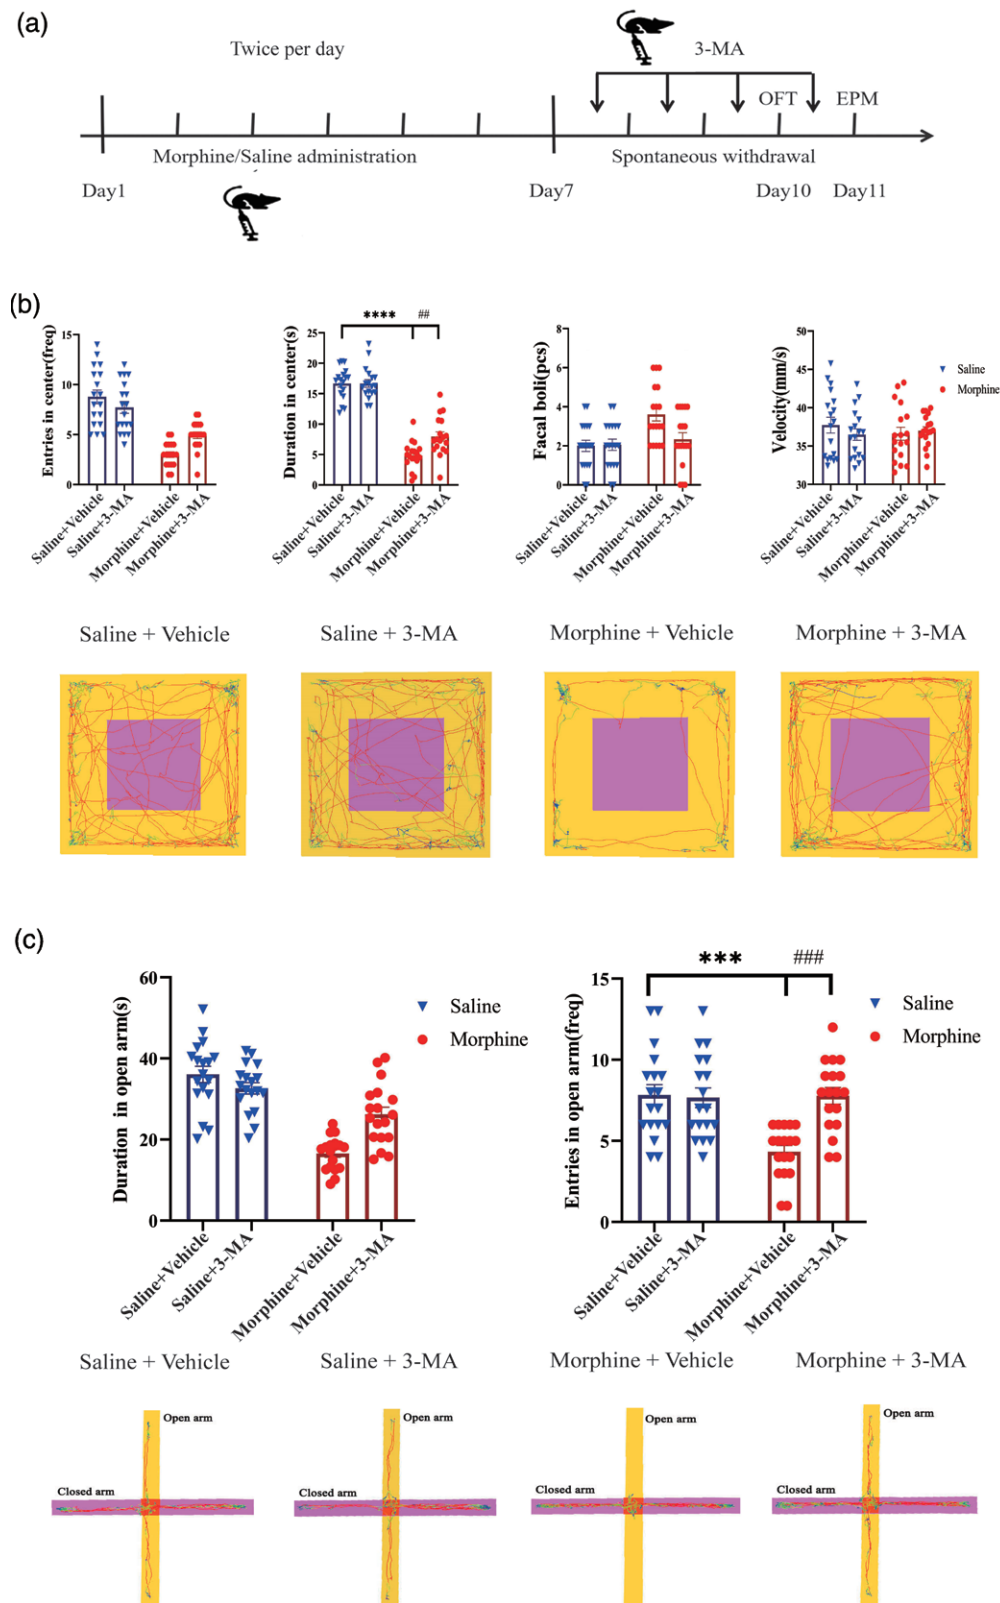 (a)
Twice per day
3-MA
OFT
EPM
Morphine/Saline administration
Spontaneous withdrawal
Day1
Day7
Day10
Day11
(b)
Entries in center(freq)
15
10
5
0
Saline+Vehicle
Saline+3-MA
Morphine+Vehicle
Morphine+3-MA
Duration in center(s)
25
20
15
10
5
0
****
##
Saline+Vehicle
Saline+3-MA
Morphine+Vehicle
Morphine+3-MA
Facal boli(pcs)
8
6
4
2
0
Saline+Vehicle
Saline+3-MA
Morphine+Vehicle
Morphine+3-MA
Velocity(mm/s)
50
45
40
35
30
Saline
Morphine
Saline+Vehicle
Saline+3-MA
Morphine+Vehicle
Morphine+3-MA
Saline + Vehicle
Saline + 3-MA
Morphine + Vehicle
Morphine + 3-MA
(c)
Duration in open arm(s)
60
40
20
0
Saline
Morphine
Saline+Vehicle
Saline+3-MA
Morphine+Vehicle
Morphine+3-MA
Entries in open arm(freq)
15
10
5
0
***
###
Saline
Morphine
Saline+Vehicle
Saline+3-MA
Morphine+Vehicle
Morphine+3-MA
Saline + Vehicle
Saline + 3-MA
Morphine + Vehicle
Morphine + 3-MA
Open arm
Closed arm
Open arm
Closed arm
Open arm
Closed arm
Open arm
Closed arm